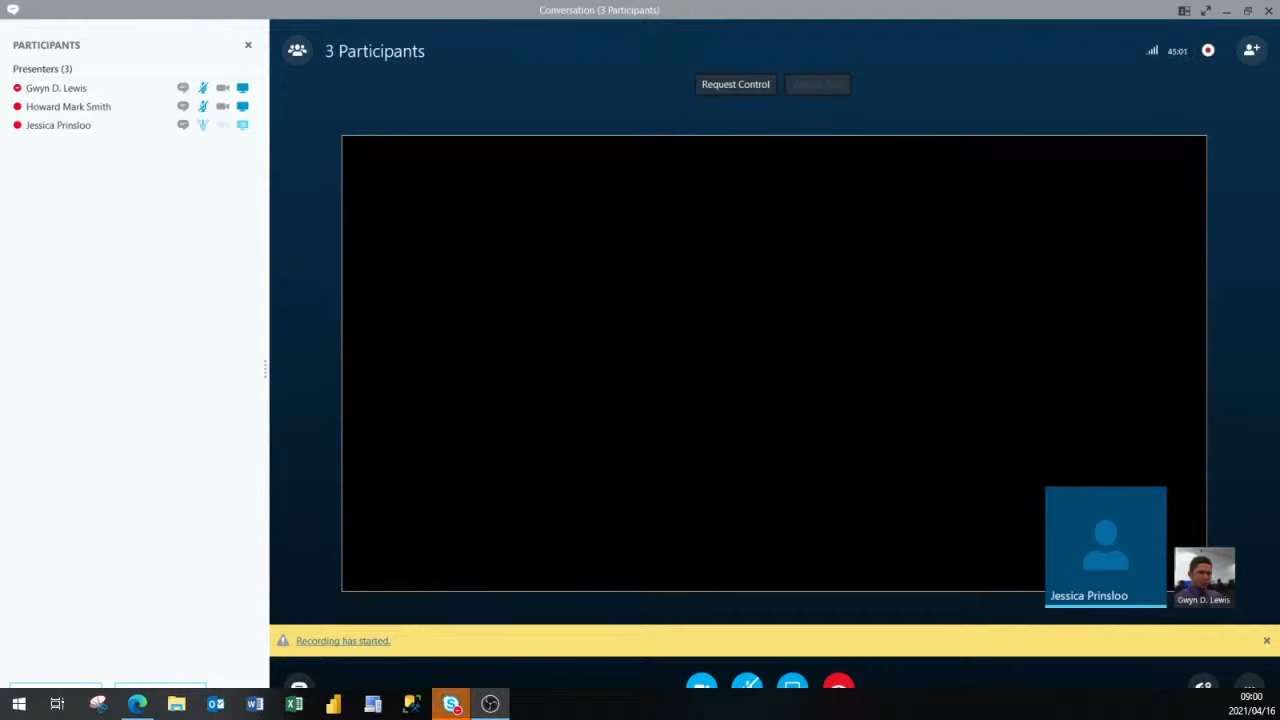 Conversation (3 Participants)
PARTICIPANTS
Presenters (3)
Gwyn D. Lewis
Howard Mark Smith
Jessica Prinsloo
3 Participants
45:01
Request Control
Jessica Prinsloo
Gwyn D. Lewis
Recording has started.
09:00
2021/04/16